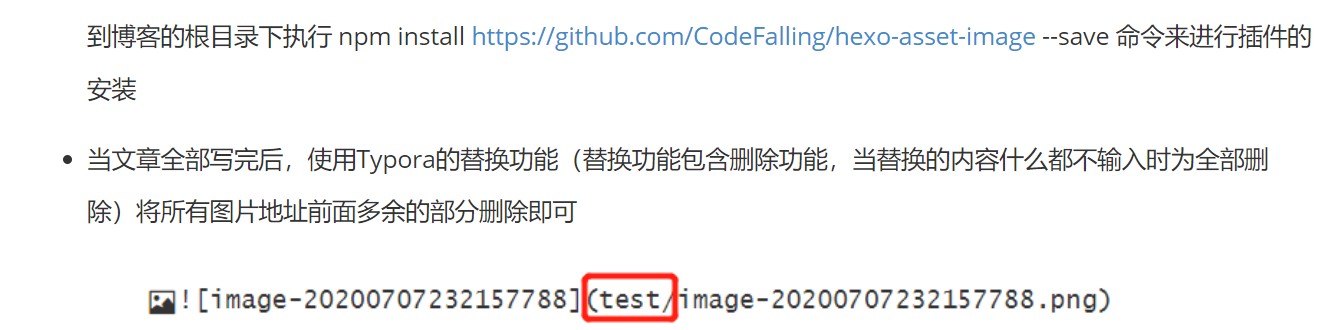 到博客的根目录下执行 npm install https://github.com/CodeFalling/hexo-asset-image --save 命令来进行插件的
安装
当文章全部写完后，使用Typora的替换功能（替换功能包含删除功能，当替换的内容什么都不输入时为全部删
除）将所有图片地址前面多余的部分删除即可
![image-20200707232157788](test/image-20200707232157788.png)